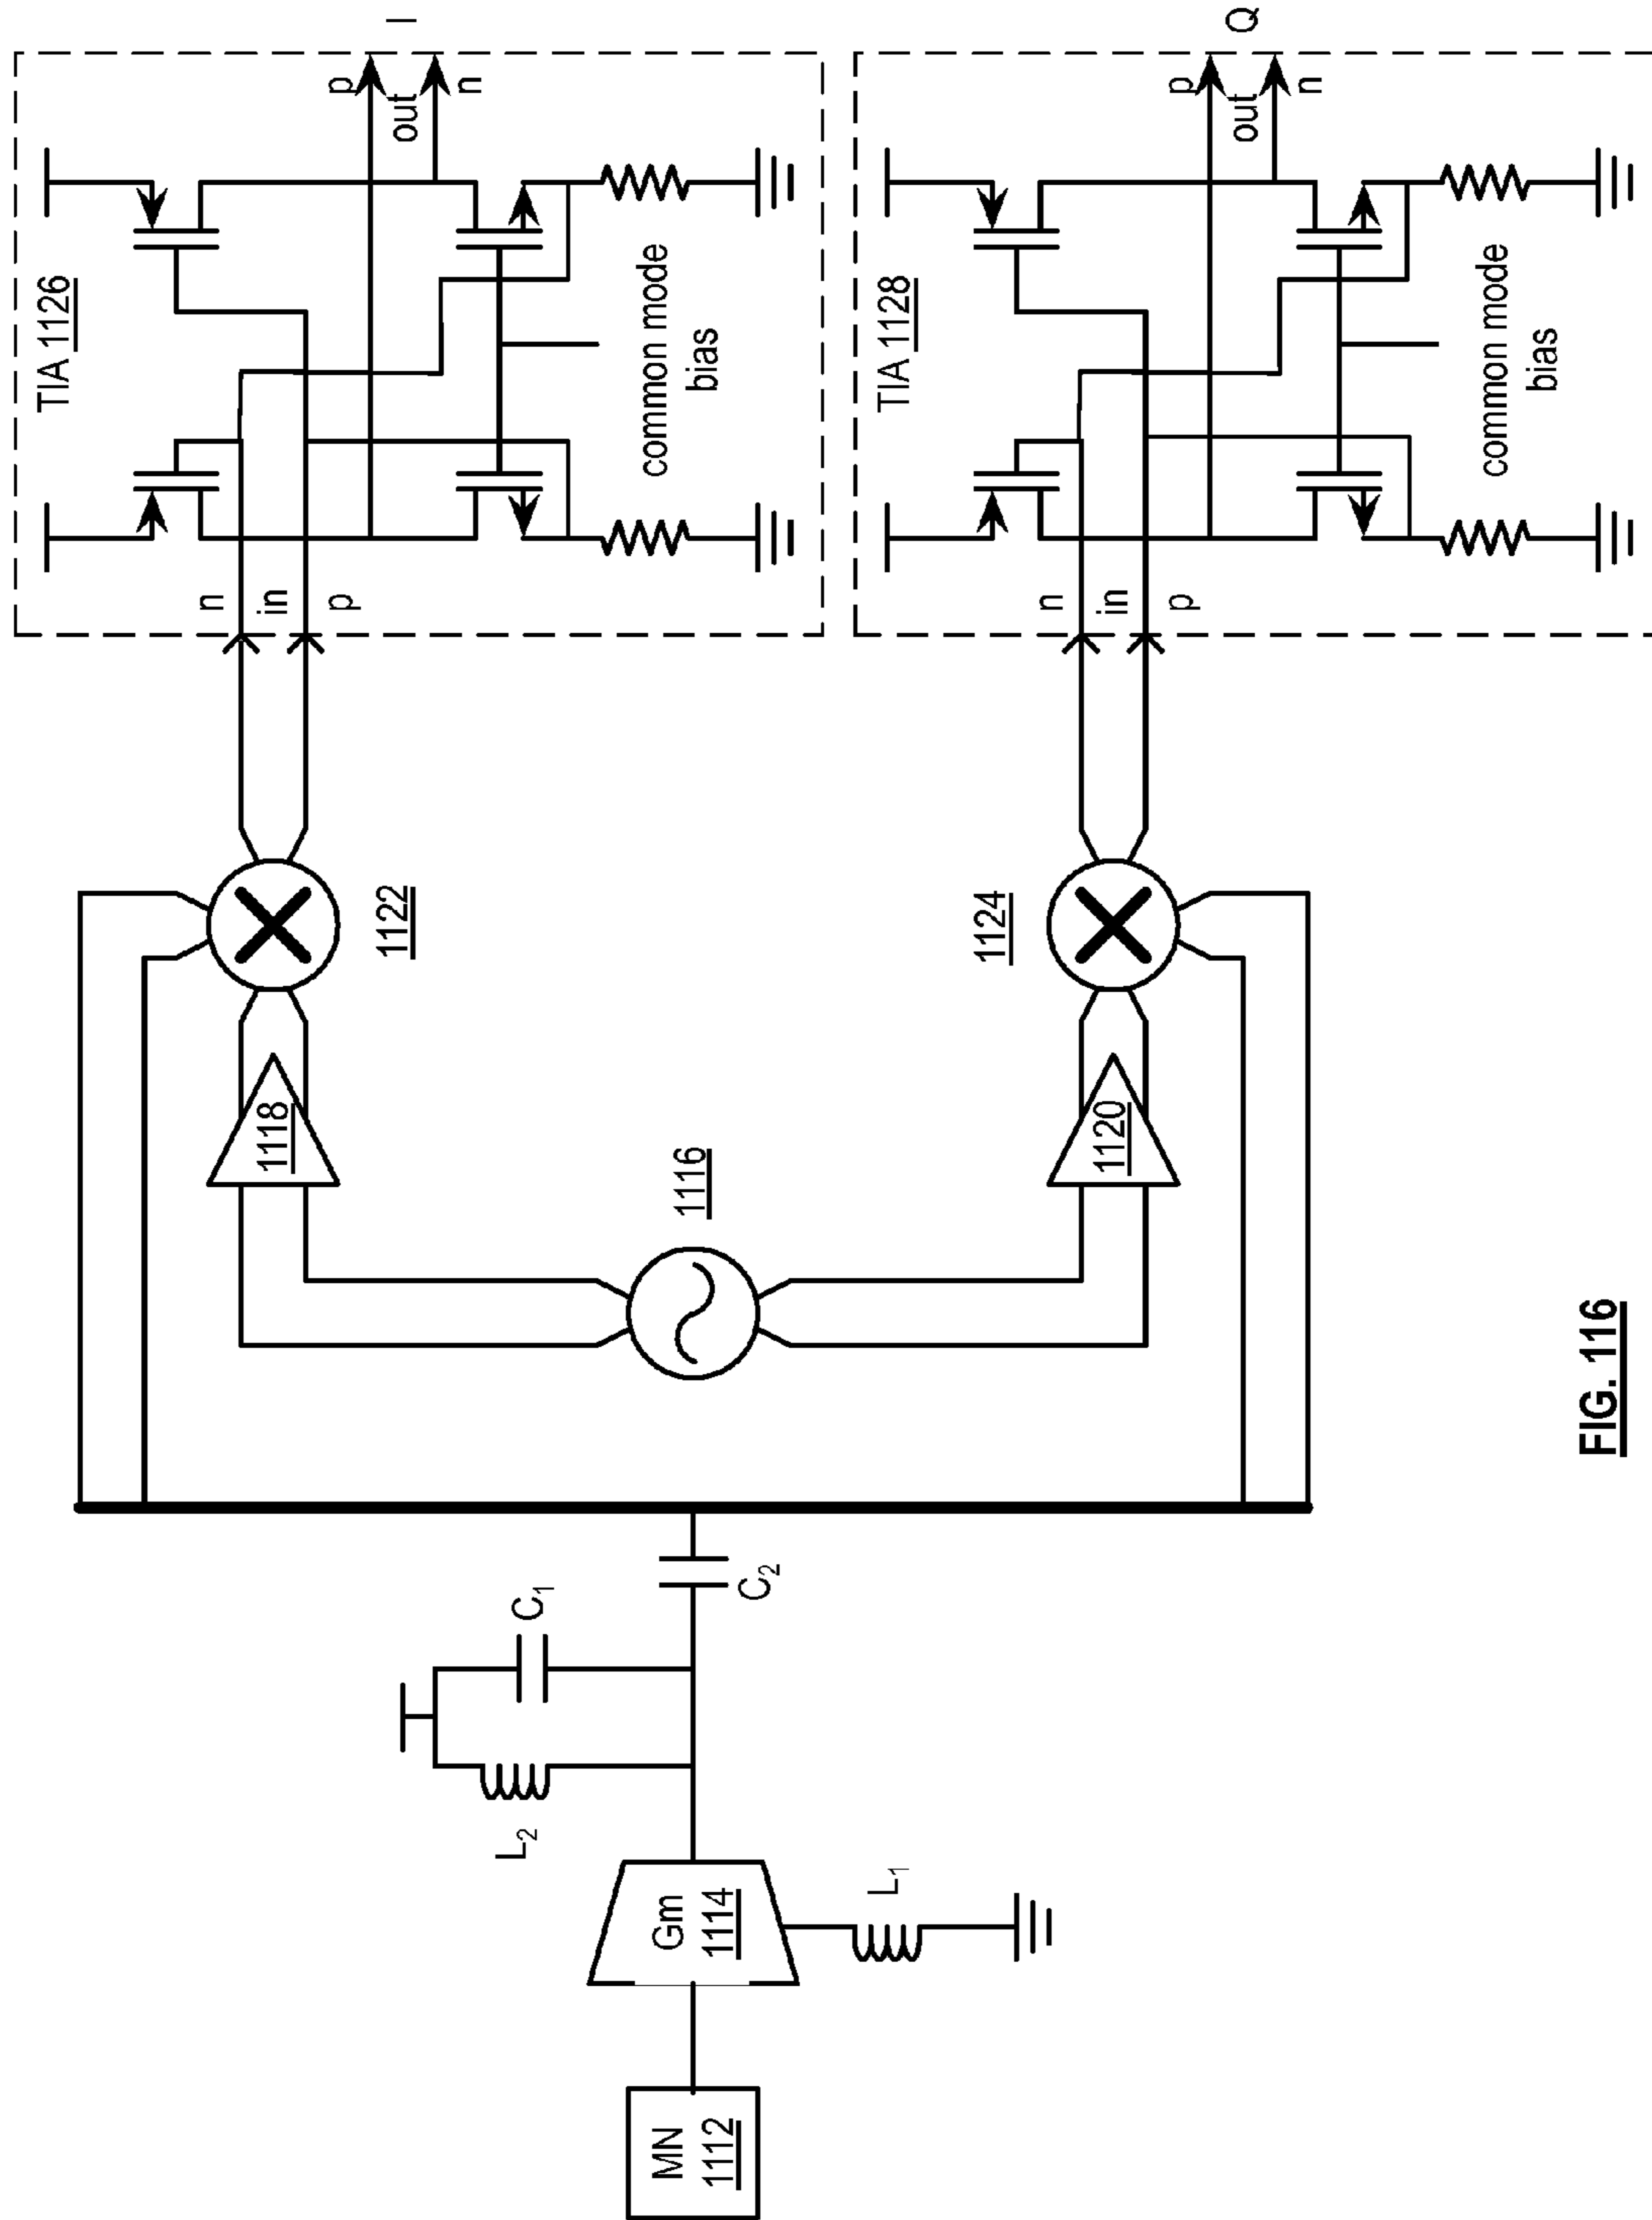 MN
1112
Gm
1114
L1
L2
C1
C2
1116
1118
1120
1122
1124
TIA 1126
n
in
p
common mode
bias
p
out
n
I
TIA 1128
n
in
p
common mode
bias
p
out
n
Q
FIG. 116